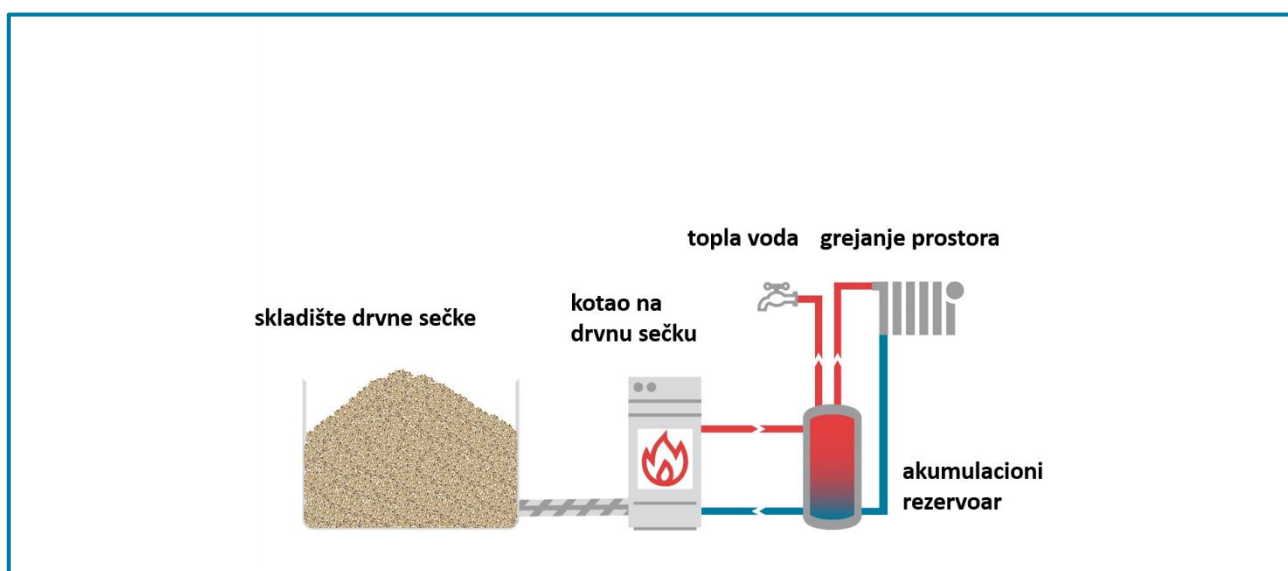 topla voda
grejanje prostora
skladište drvne sečke
kotao na
drvnu sečku
akumulacioni
rezervoar